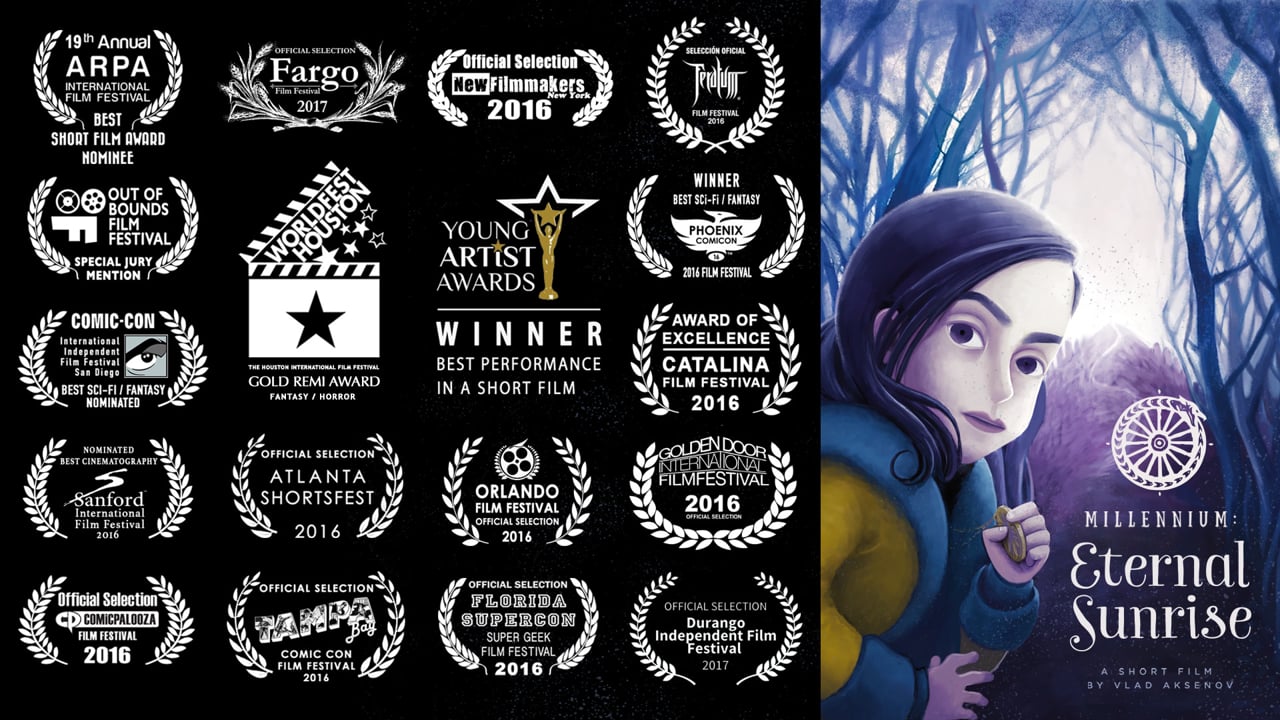 19th Annual
ARPA
INTERNATIONAL
FILM FESTIVAL
BEST
SHORT FILM AWARD
NOMINEE
OFFICIAL SELECTION
Fargo
Film Festival
2017
Official Selection
NewFilmmakers
New York
2016
SELECCIÓN OFICIAL
Feratum
FILM FESTIVAL
2016
OUT OF
BOUNDS
FILM
FESTIVAL
SPECIAL JURY
MENTION
WORLDFEST
HOUSTON
THE HOUSTON INTERNATIONAL FILM FESTIVAL
GOLD REMI AWARD
FANTASY / HORROR
YOUNG
ARTIST
AWARDS
WINNER
BEST PERFORMANCE
IN A SHORT FILM
WINNER
BEST SCI-FI / FANTASY
PHOENIX
COMICON
16
2016 FILM FESTIVAL
COMIC-CON
International
Independent
Film Festival
San Diego
BEST SCI-FI / FANTASY
NOMINATED
AWARD OF
EXCELLENCE
CATALINA
FILM FESTIVAL
2016
NOMINATED
BEST CINEMATOGRAPHY
Sanford
International
Film Festival
2016
OFFICIAL SELECTION
ATLANTA
SHORTSFEST
2016
ORLANDO
FILM FESTIVAL
OFFICIAL SELECTION
2016
GOLDEN DOOR
INTERNATIONAL
FILMFESTIVAL
2016
OFFICIAL SELECTION
Official Selection
CP COMICPALOOZA
FILM FESTIVAL
2016
OFFICIAL SELECTION
TAMPA
Bay
COMIC CON
FILM FESTIVAL
2016
OFFICIAL SELECTION
FLORIDA
SUPERCON
SUPER GEEK
FILM FESTIVAL
2016
OFFICIAL SELECTION
Durango
Independent Film
Festival
2017
MILLENNIUM:
Eternal
Sunrise
A SHORT FILM
BY VLAD AKSENOV